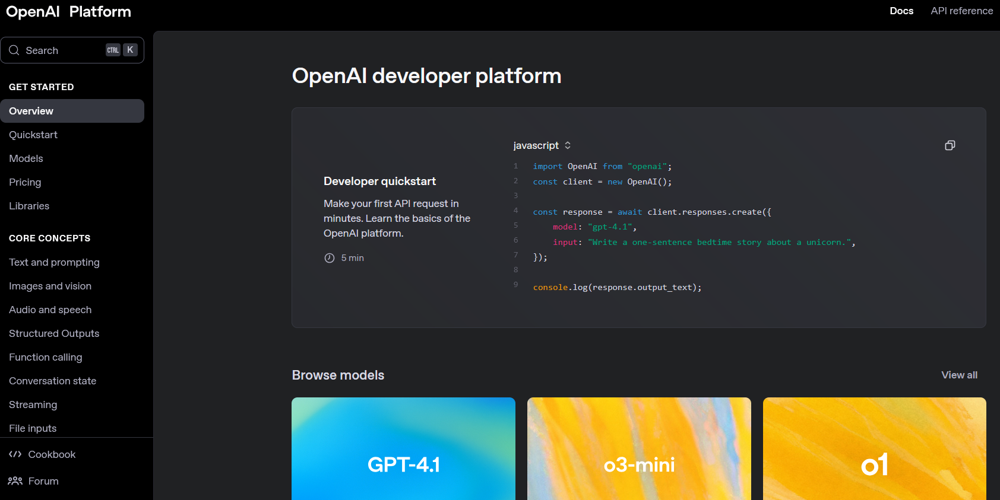 OpenAI Platform
Docs
API reference
Search
CTRL K
GET STARTED
Overview
Quickstart
Models
Pricing
Libraries
CORE CONCEPTS
Text and prompting
Images and vision
Audio and speech
Structured Outputs
Function calling
Conversation state
Streaming
File inputs
Cookbook
Forum
OpenAI developer platform
Developer quickstart
Make your first API request in
minutes. Learn the basics of the
OpenAI platform.
5 min
javascript
1 import OpenAI from "openai";
2 const client = new OpenAI();
3
4 const response = await client.responses.create({
5     model: "gpt-4.1",
6     input: "Write a one-sentence bedtime story about a unicorn.",
7 });
8
9 console.log(response.output_text);
Browse models
View all
GPT-4.1
o3-mini
o1